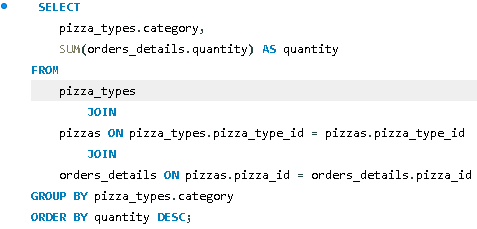 SELECT
pizza_types.category,
SUM(orders_details.quantity) AS quantity
FROM
pizza_types
JOIN
pizzas ON pizza_types.pizza_type_id = pizzas.pizza_type_id
JOIN
orders_details ON pizzas.pizza_id = orders_details.pizza_id
GROUP BY pizza_types.category
ORDER BY quantity DESC;